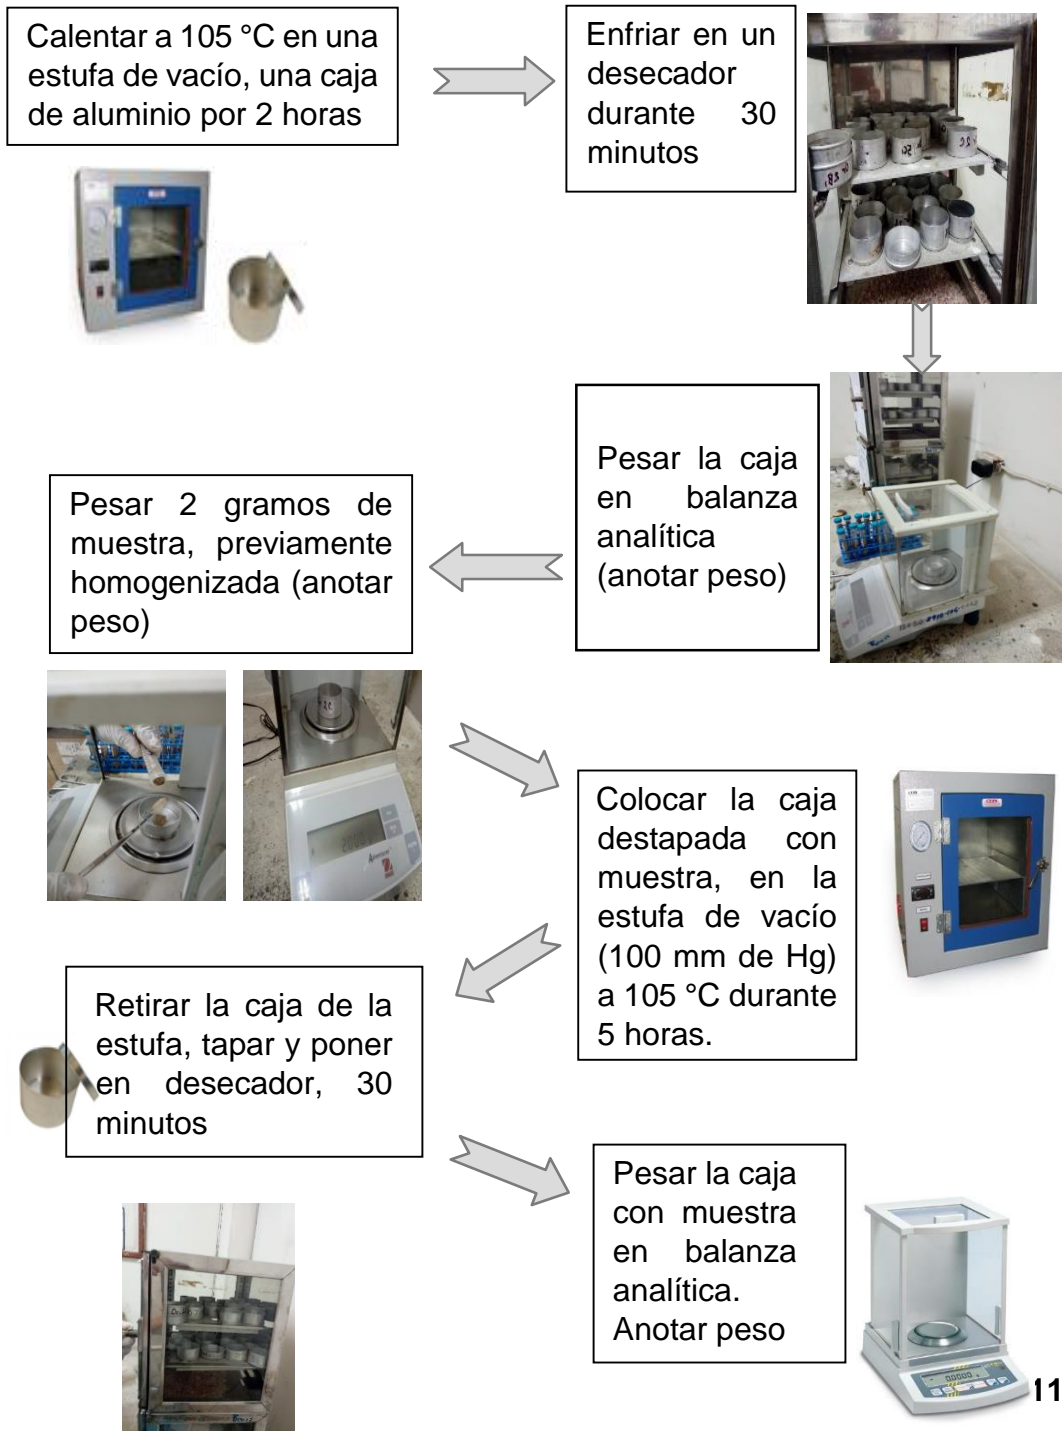 Calentar a 105 °C en una
estufa de vacío, una caja
de aluminio por 2 horas
Enfriar en un
desecador
durante 30
minutos
Pesar la caja
en balanza
analítica
(anotar peso)
Pesar 2 gramos de
muestra, previamente
homogenizada (anotar
peso)
Colocar la caja
destapada con
muestra, en la
estufa de vacío
(100 mm de Hg)
a 105 °C durante
5 horas.
Retirar la caja de la
estufa, tapar y poner
en desecador, 30
minutos
Pesar la caja
con muestra
en balanza
analítica.
Anotar peso
11